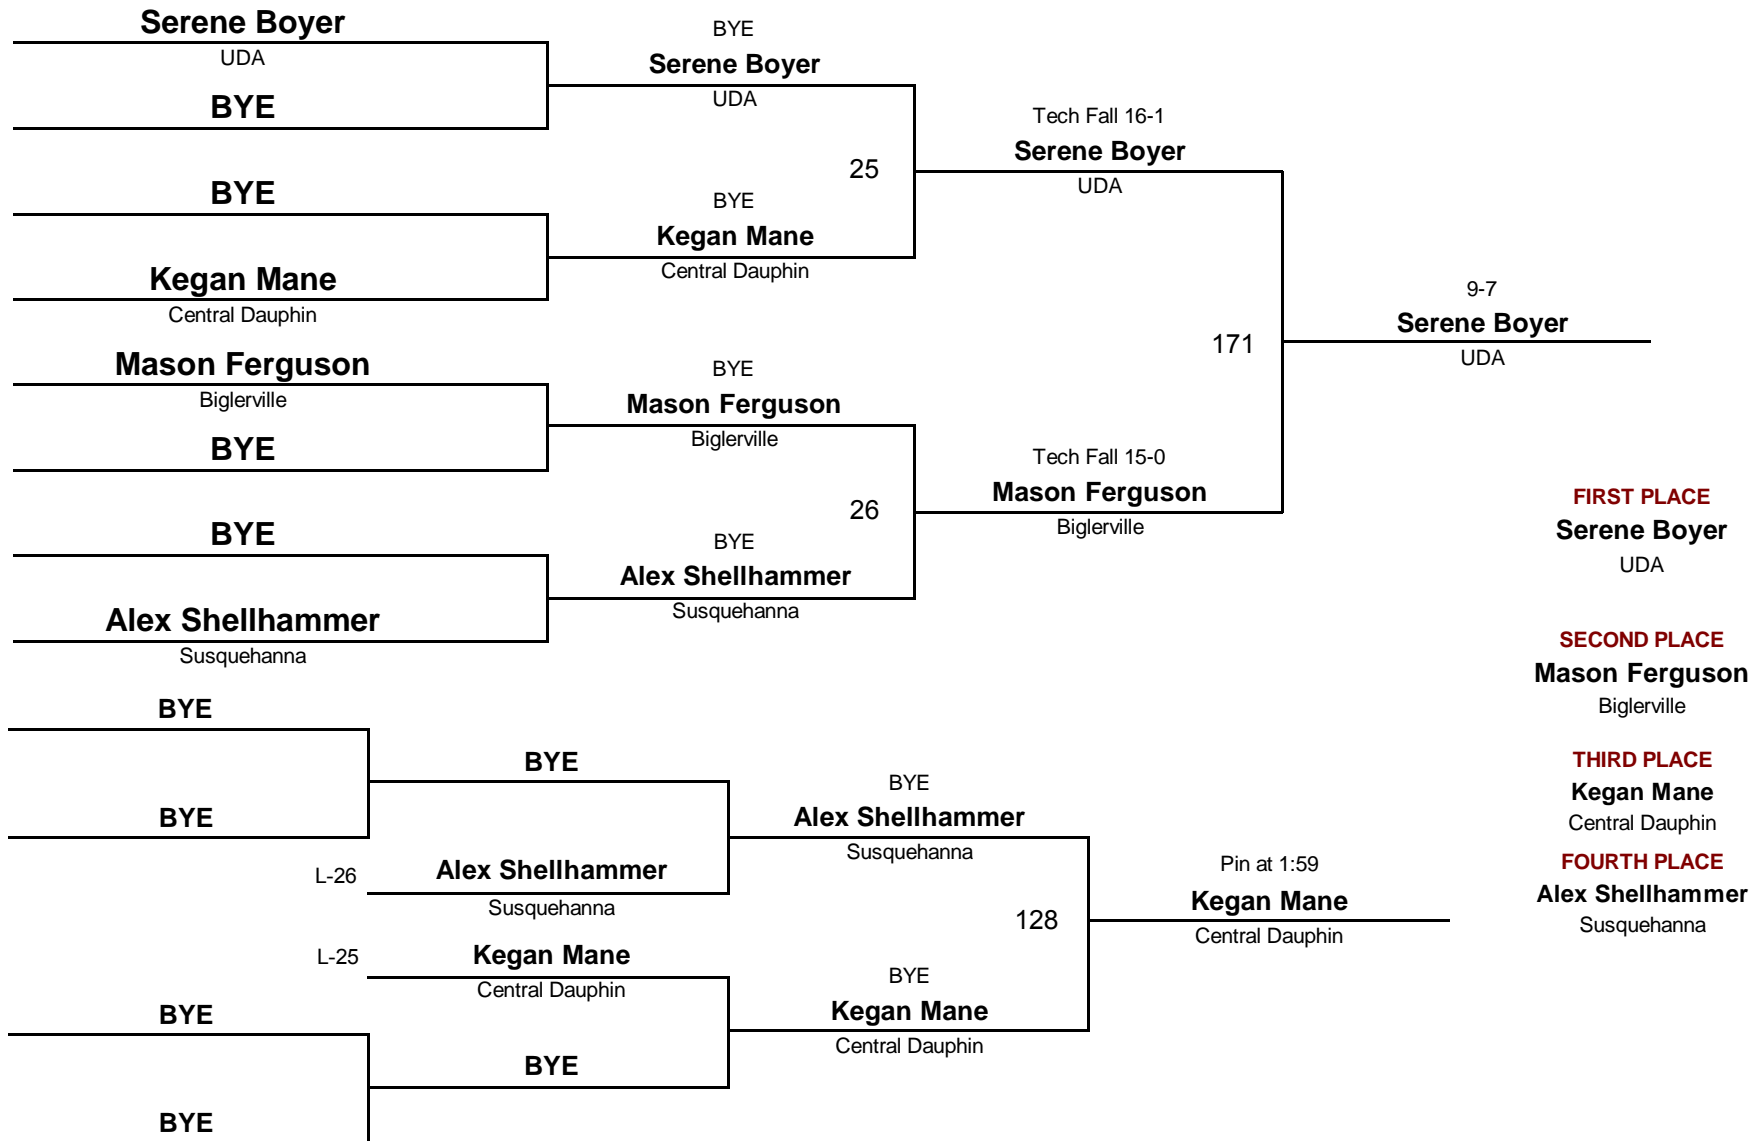 Serene Boyer
UDA
BYE
BYE
Kegan Mane
Central Dauphin
Mason Ferguson
Biglerville
BYE
BYE
Alex Shellhammer
Susquehanna
BYE
Serene Boyer
UDA
25
BYE
Kegan Mane
Central Dauphin
BYE
Mason Ferguson
Biglerville
26
BYE
Alex Shellhammer
Susquehanna
Tech Fall 16-1
Serene Boyer
UDA
171
Tech Fall 15-0
Mason Ferguson
Biglerville
9-7
Serene Boyer
UDA
FIRST PLACE
Serene Boyer
UDA
SECOND PLACE
Mason Ferguson
Biglerville
THIRD PLACE
Kegan Mane
Central Dauphin
FOURTH PLACE
Alex Shellhammer
Susquehanna
BYE
BYE
BYE
L-26
Alex Shellhammer
Susquehanna
L-25
Kegan Mane
Central Dauphin
BYE
BYE
BYE
BYE
Alex Shellhammer
Susquehanna
128
BYE
Kegan Mane
Central Dauphin
Pin at 1:59
Kegan Mane
Central Dauphin